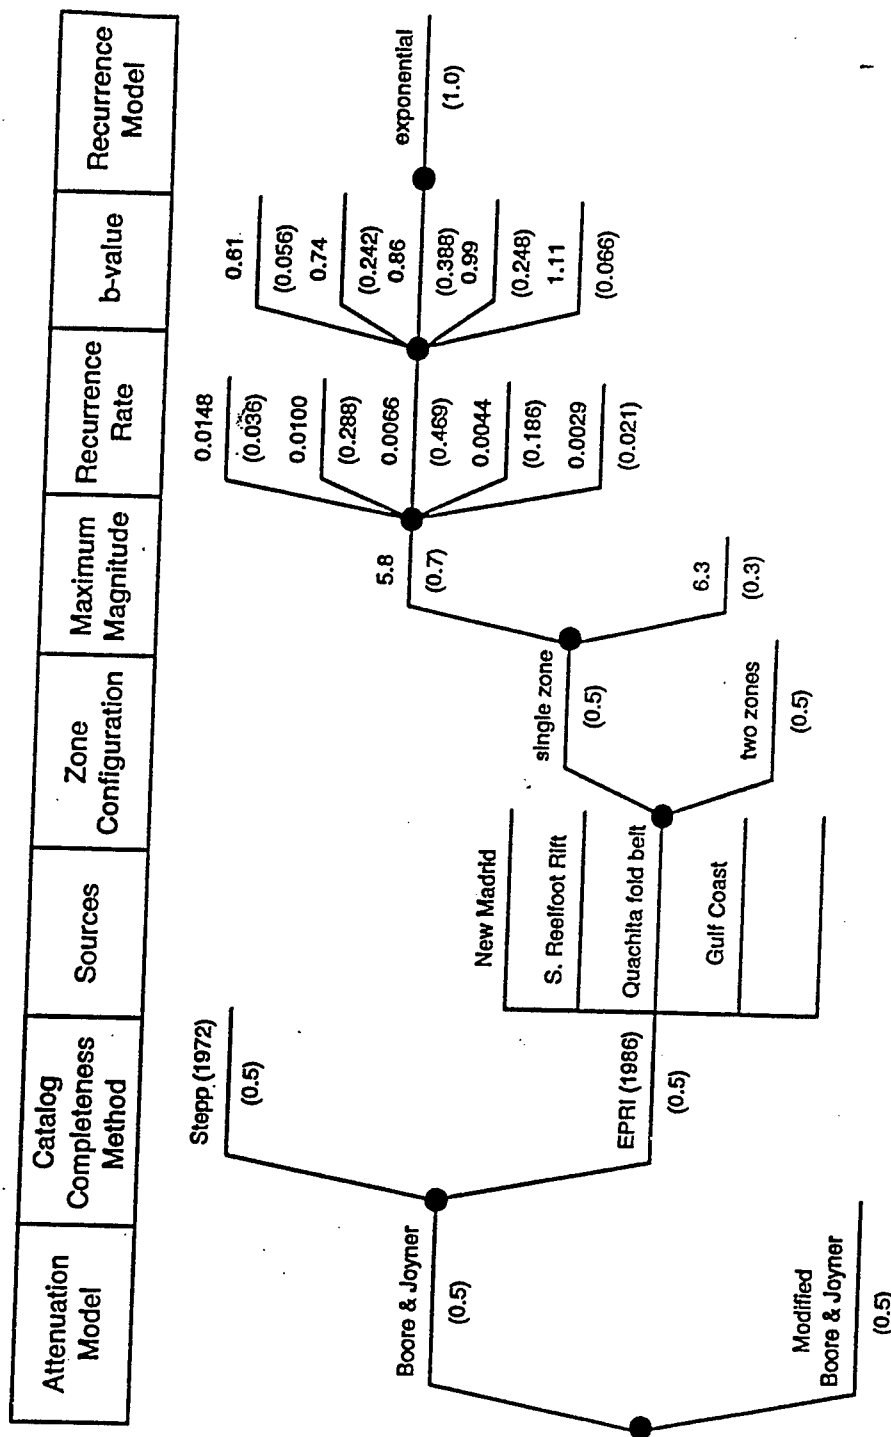 Attenuation
Model
Catalog
Completeness
Method
Sources
Zone
Configuration
Maximum
Magnitude
Recurrence
Rate
b-value
Recurrence
Model
Boore & Joyner
(0.5)
Modified
Boore & Joyner
(0.5)
Stepp (1972)
(0.5)
EPRI (1986)
(0.5)
New Madrid
S. Reelfoot Rift
Quachita fold belt
Gulf Coast
single zone
(0.5)
two zones
(0.5)
5.8
(0.7)
6.3
(0.3)
0.0148
(0.036)
0.0100
(0.288)
0.0066
(0.469)
0.0044
(0.186)
0.0029
(0.021)
0.61
(0.056)
0.74
(0.242)
0.86
(0.388)
0.99
(0.248)
1.11
(0.066)
exponential
(1.0)